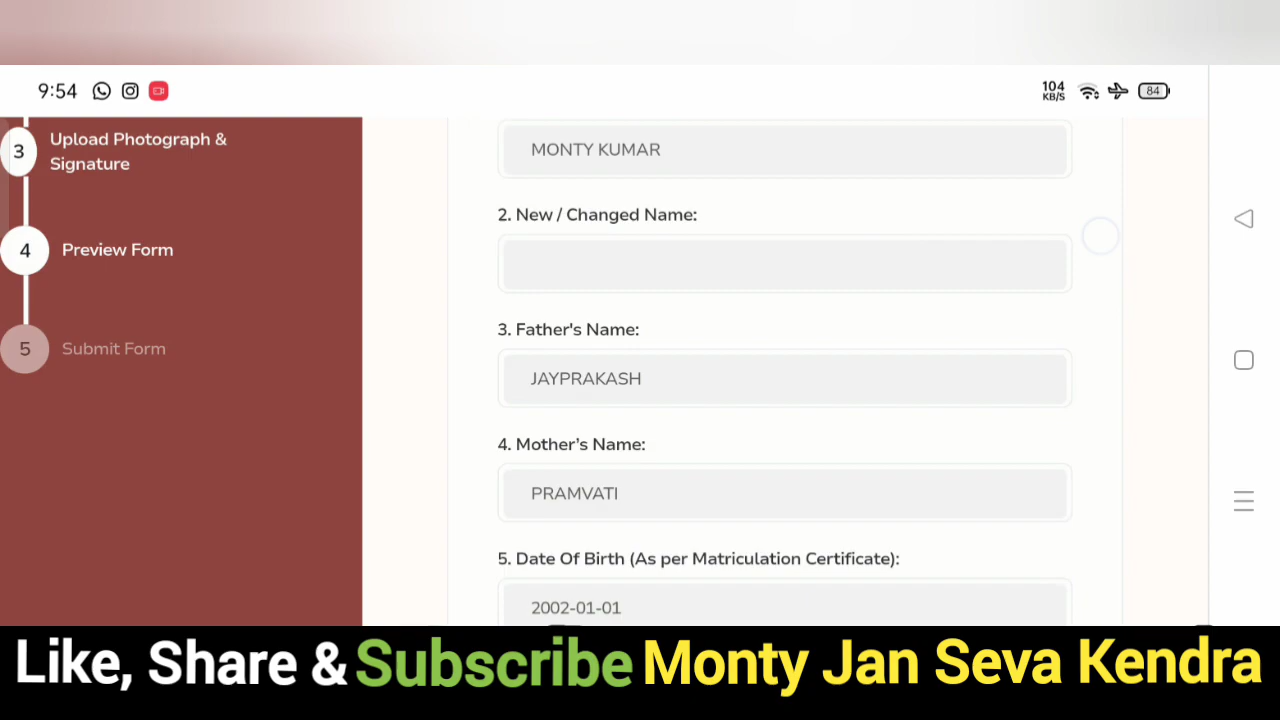 9:54
104
KB/S
84
3
Upload Photograph &
Signature
4
Preview Form
5
Submit Form
MONTY KUMAR
2. New / Changed Name:
3. Father's Name:
JAYPRAKASH
4. Mother’s Name:
PRAMVATI
5. Date Of Birth (As per Matriculation Certificate):
2002-01-01
Like, Share & Subscribe Monty Jan Seva Kendra